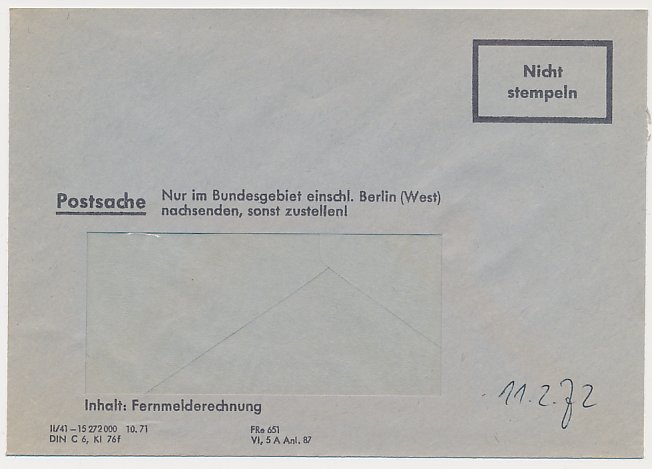 Nicht
stempeln
Postsache
Nur im Bundesgebiet einschl. Berlin (West)
nachsenden, sonst zustellen!
Inhalt: Fernmelderechnung
II/41 – 15 272 000 10. 71
DIN C 6, Kl 76f
FRe 651
VI, 5 A Anl. 87
11.2.72